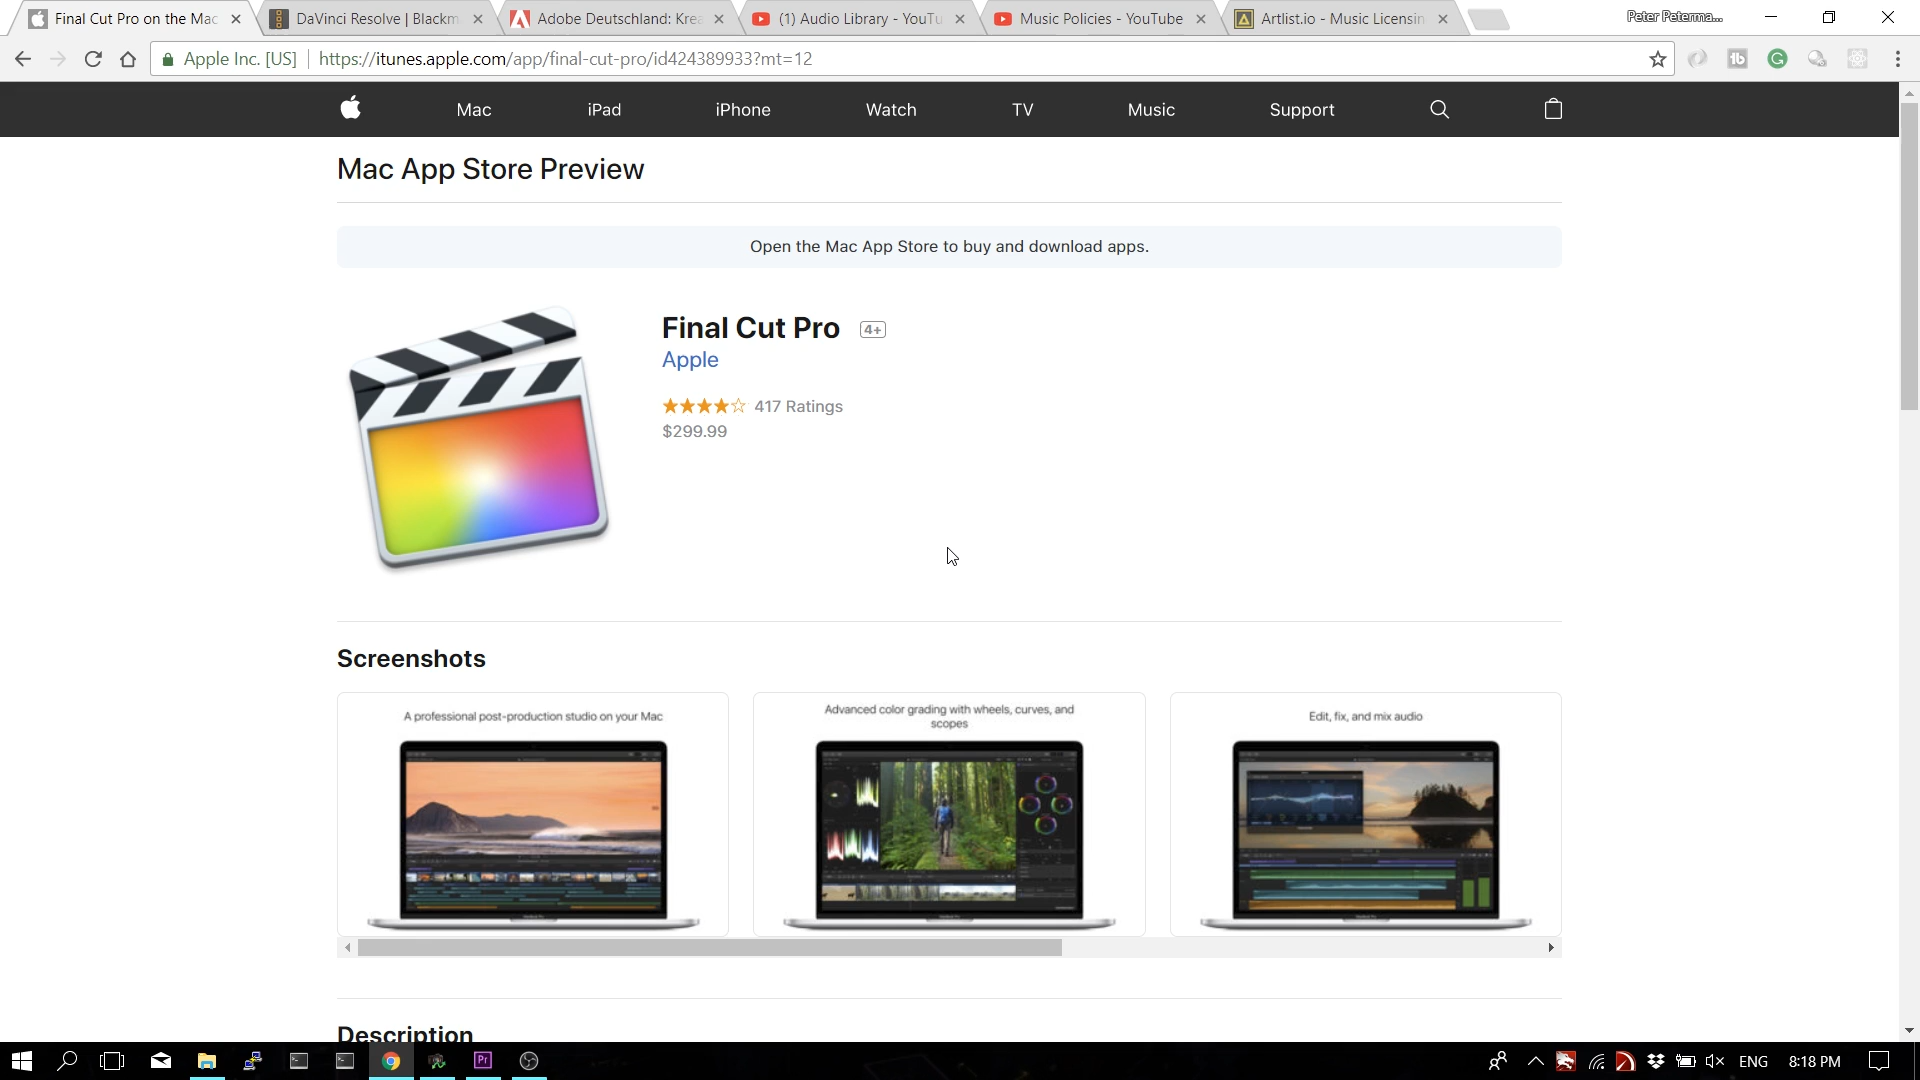 Final Cut Pro on the Mac
DaVinci Resolve | Blackm
Adobe Deutschland: Krea
(1) Audio Library - YouTu
Music Policies - YouTube
Artlist.io - Music Licensin
Peter Peterma...
Apple Inc. [US]
https://itunes.apple.com/app/final-cut-pro/id424389933?mt=12
Mac
iPad
iPhone
Watch
TV
Music
Support
Mac App Store Preview
Open the Mac App Store to buy and download apps.
Final Cut Pro 4+
Apple
417 Ratings
$299.99
Screenshots
A professional post-production studio on your Mac
Advanced color grading with wheels, curves, and
scopes
Edit, fix, and mix audio
Description
Pr
ENG
8:18 PM